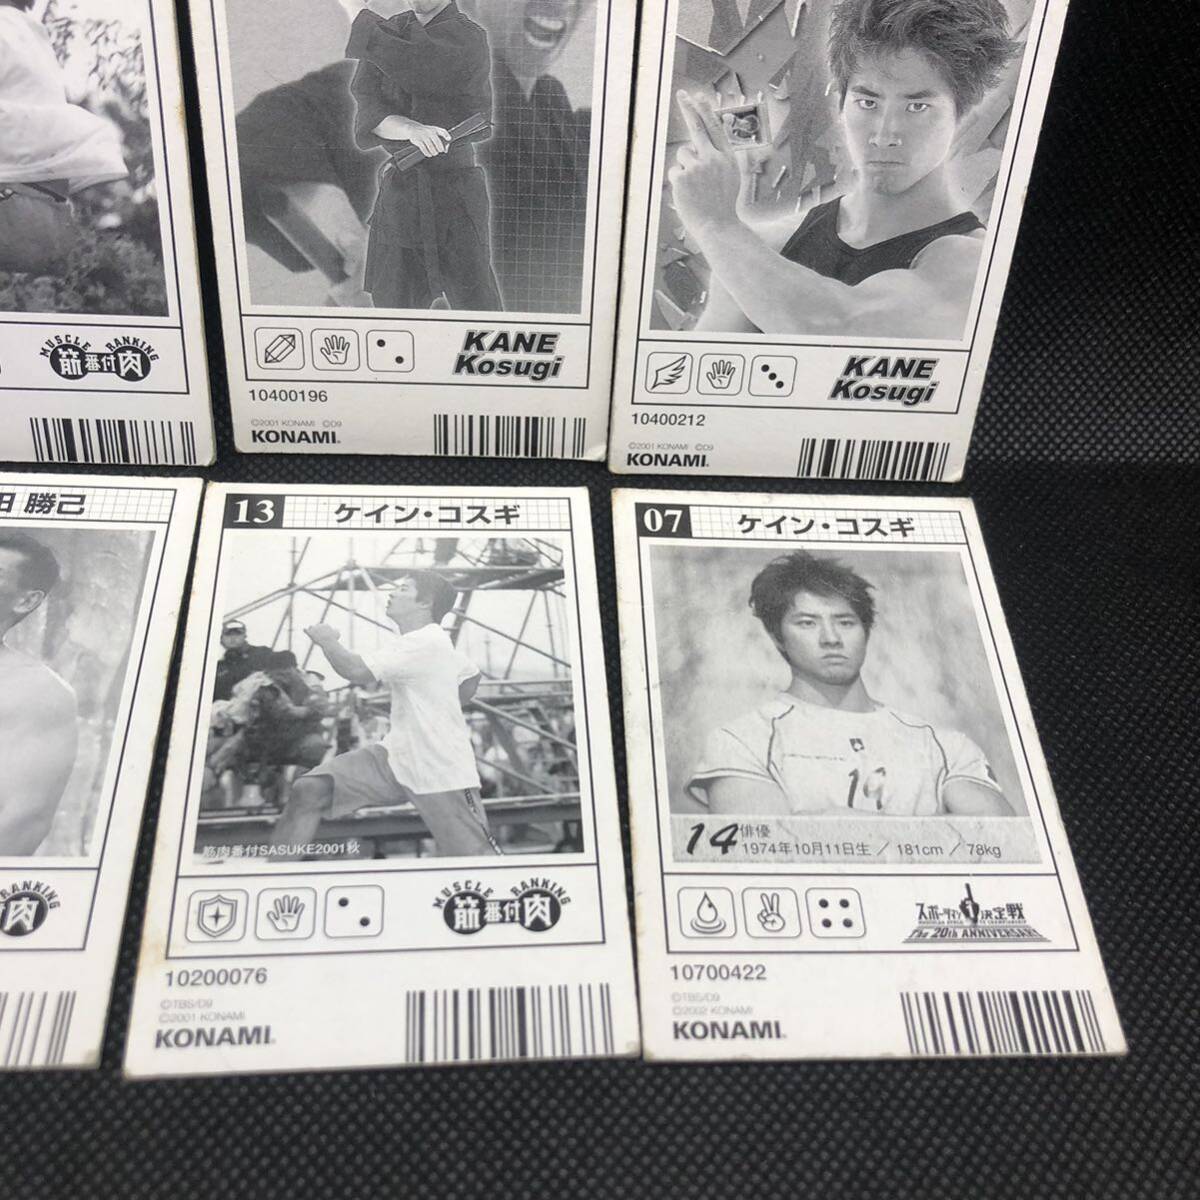 MUSCLE RANKING
筋番付肉
KANE
Kosugi
10400196
©2001 KONAMI ©D9
KONAMI
KANE
Kosugi
10400212
©2001 KONAMI ©D9
KONAMI
田 勝己
RANKING
肉
13 ケイン・コスギ
筋肉番付SASUKE2001秋
MUSCLE RANKING
筋番付肉
10200076
©TBS/D9
©2001 KONAMI
KONAMI
07 ケイン・コスギ
14
14 俳優
1974年10月11日生 / 181cm / 78kg
スポーツマン No.1 決定戦
The 20th ANNIVERSARY
10700422
©TBS/D9
©2002 KONAMI
KONAMI